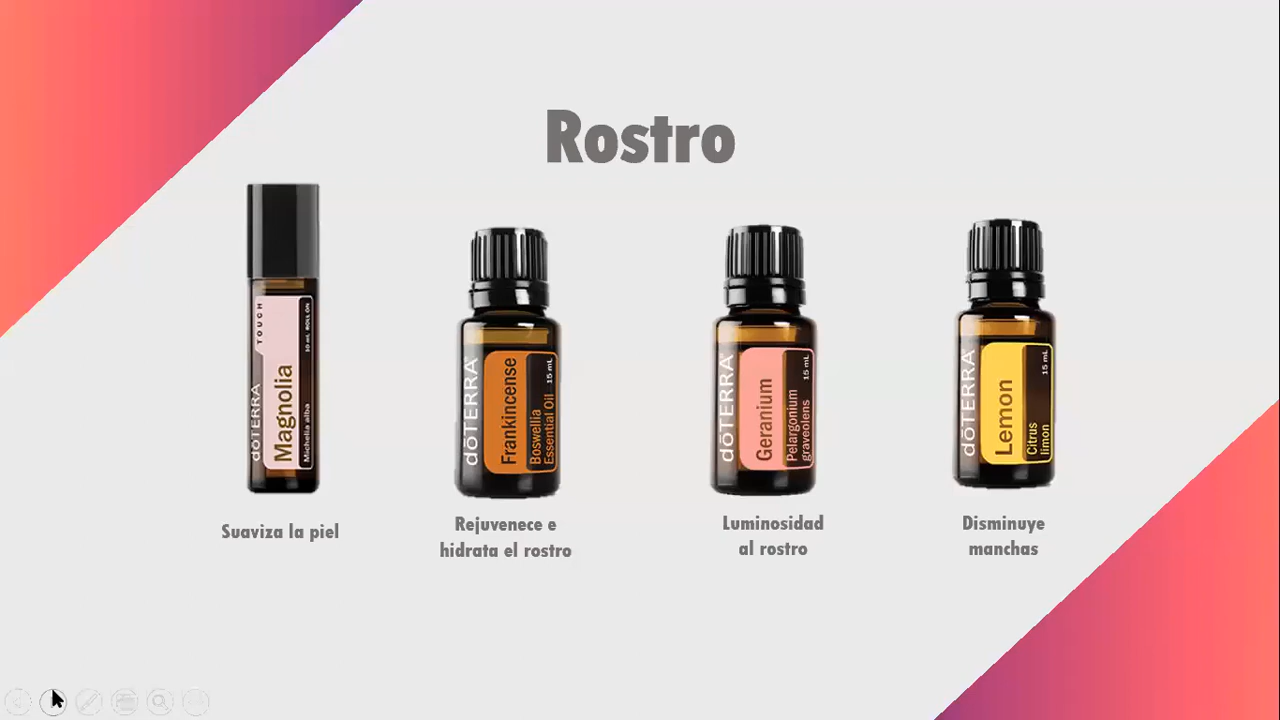 Rostro
dōTERRA
TOUCH
Magnolia
Michelia alba
10 mL ROLL ON
dōTERRA
Frankincense
Boswellia
Essential Oil
15 mL
dōTERRA
Geranium
Pelargonium
graveolens
15 mL
dōTERRA
Lemon
Citrus
limon
15 mL
Suaviza la piel
Rejuvenece e
hidrata el rostro
Luminosidad
al rostro
Disminuye
manchas